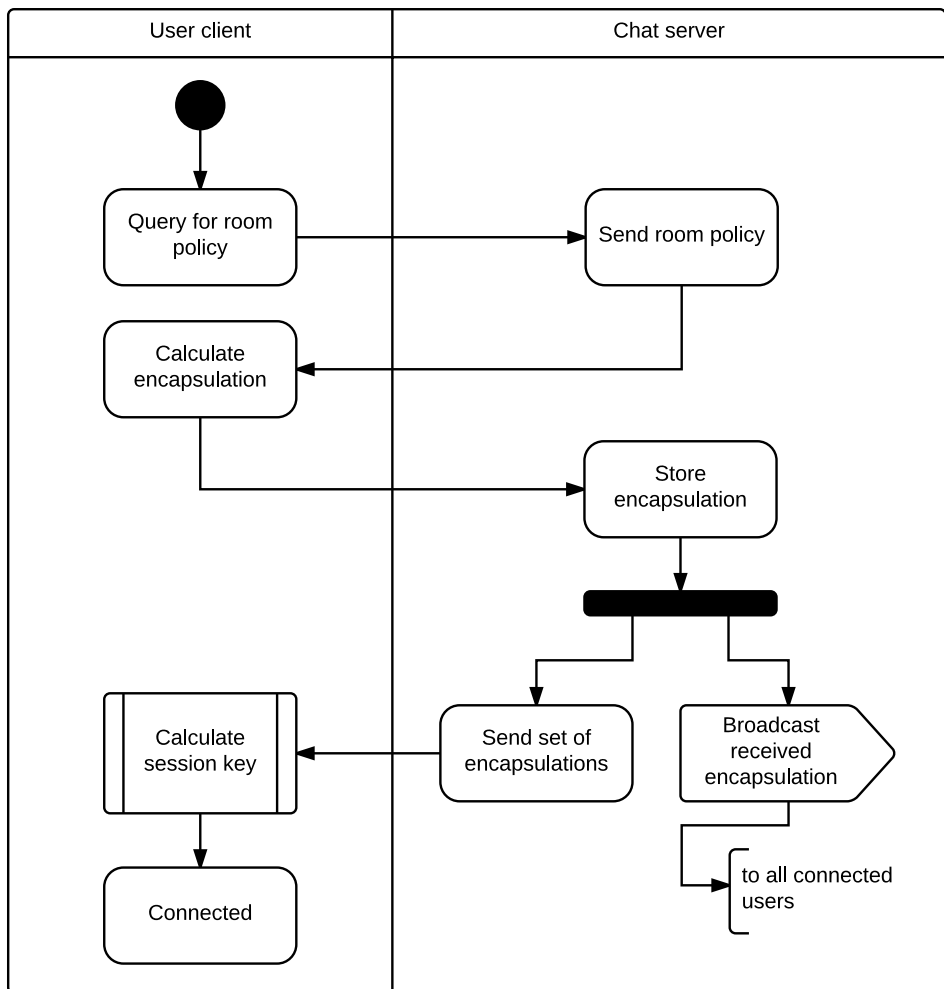 User client
Chat server
Query for room
policy
Send room policy
Calculate
encapsulation
Store
encapsulation
Calculate
session key
Send set of
encapsulations
Broadcast
received
encapsulation
Connected
to all connected
users